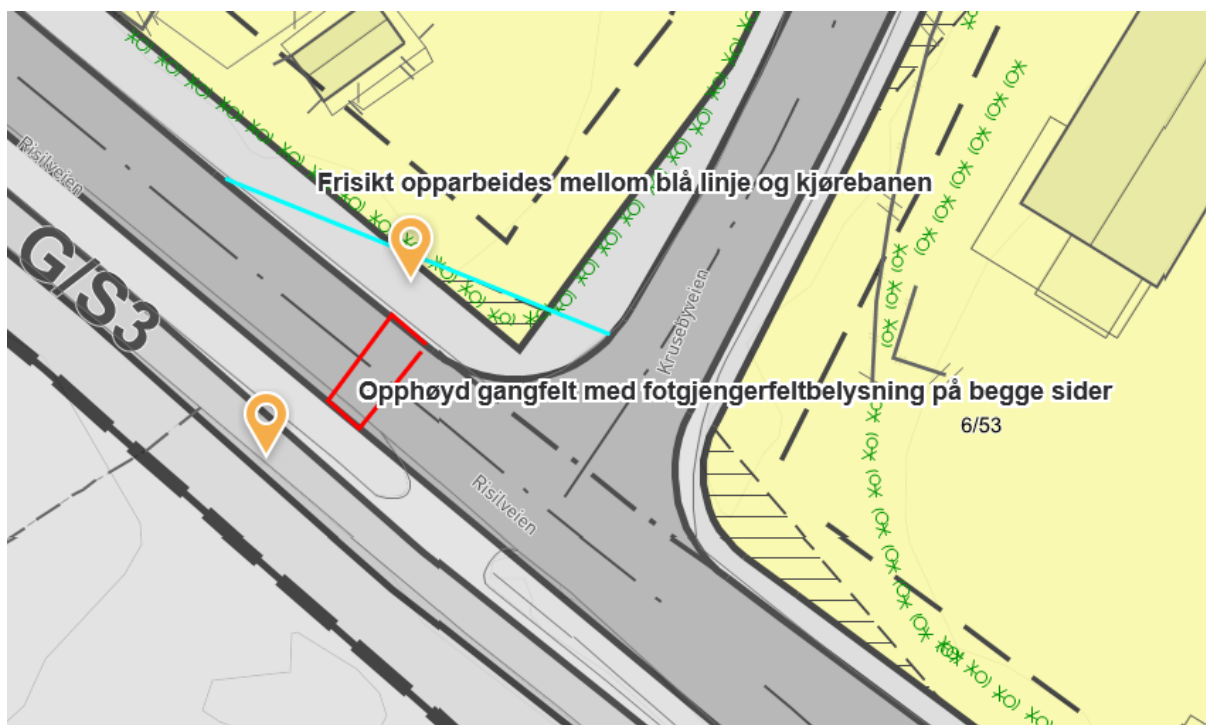 Risilveien
Frisikt opparbeides mellom blå linje og kjørebanen
G/S3
Krusebyveien
Opphøyd gangfelt med fotgjengerfeltbelysning på begge sider
6/53
Risilveien